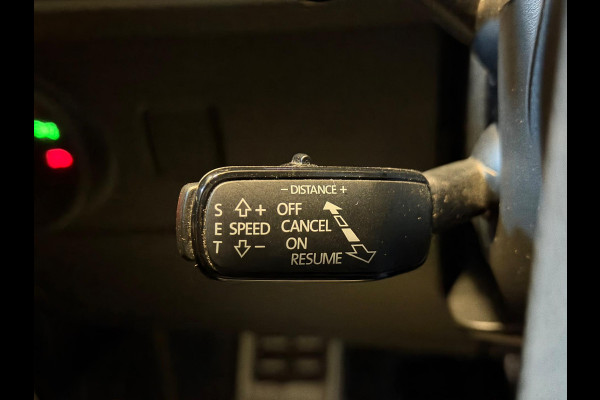 − DISTANCE +
S + OFF
E SPEED CANCEL
T − ON
RESUME